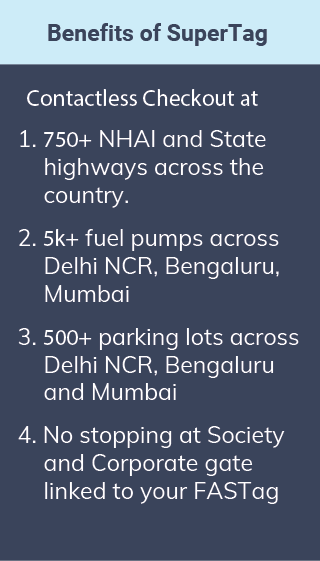 Benefits of SuperTag
Contactless Checkout at
1. 750+ NHAI and State
highways across the
country.
2. 5k+ fuel pumps across
Delhi NCR, Bengaluru,
Mumbai
3. 500+ parking lots across
Delhi NCR, Bengaluru
and Mumbai
4. No stopping at Society
and Corporate gate
linked to your FASTag